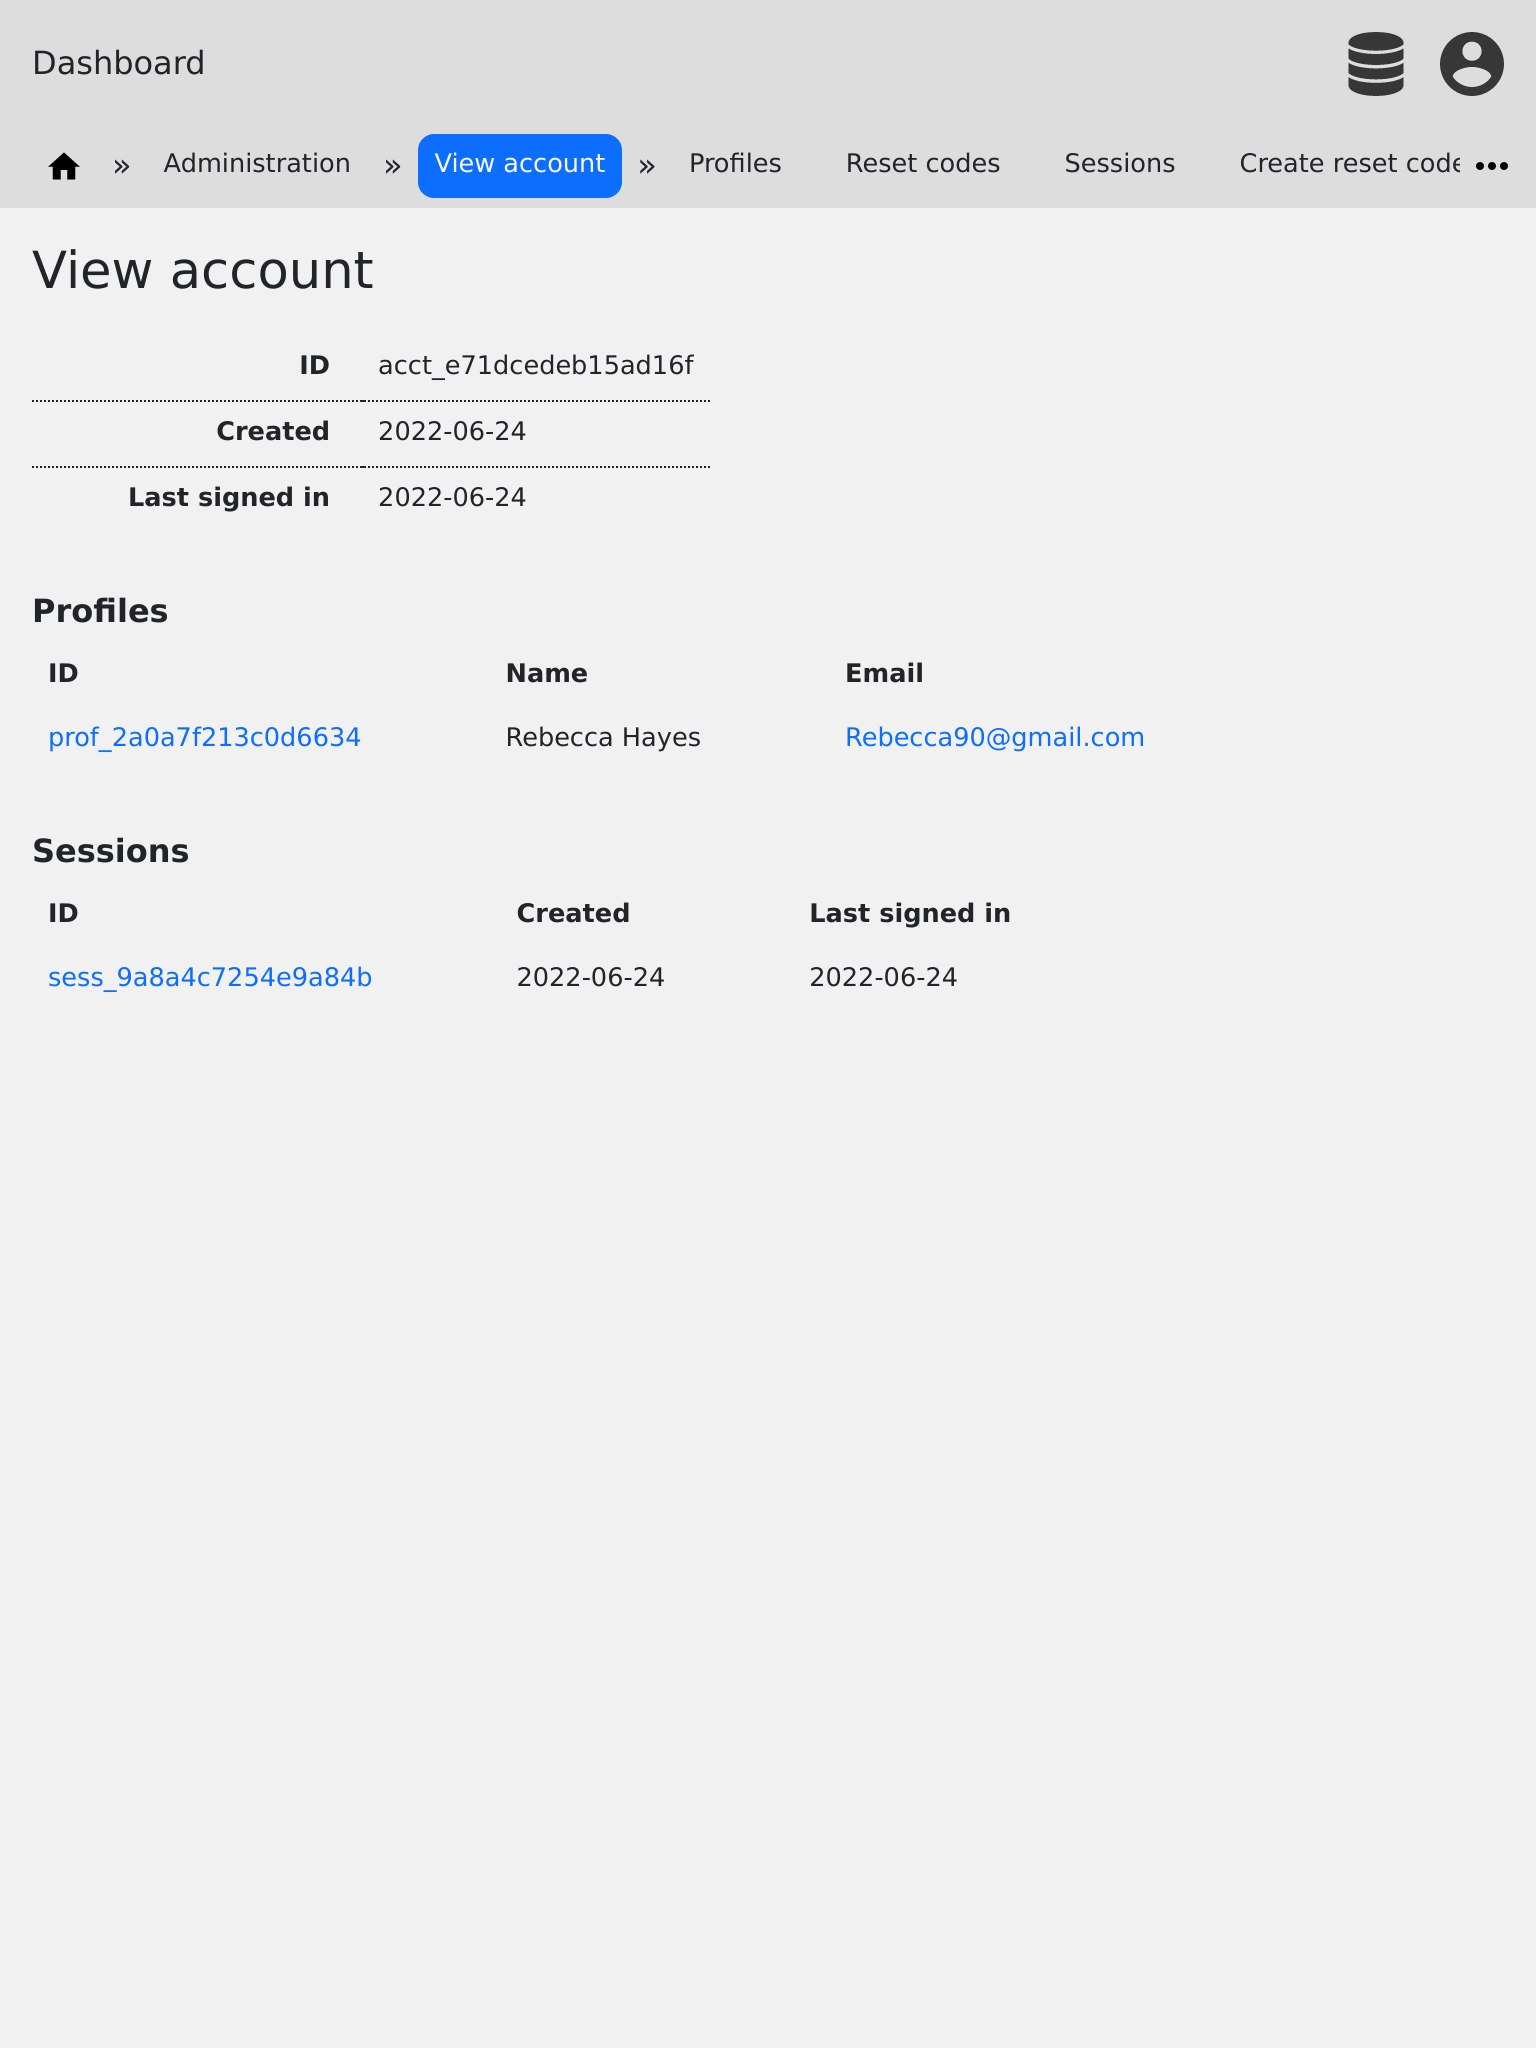 Dashboard
» Administration » View account » Profiles Reset codes Sessions Create reset code
View account
ID acct_e71dcedeb15ad16f
Created 2022-06-24
Last signed in 2022-06-24
Profiles
ID Name Email
prof_2a0a7f213c0d6634 Rebecca Hayes Rebecca90@gmail.com
Sessions
ID Created Last signed in
sess_9a8a4c7254e9a84b 2022-06-24 2022-06-24